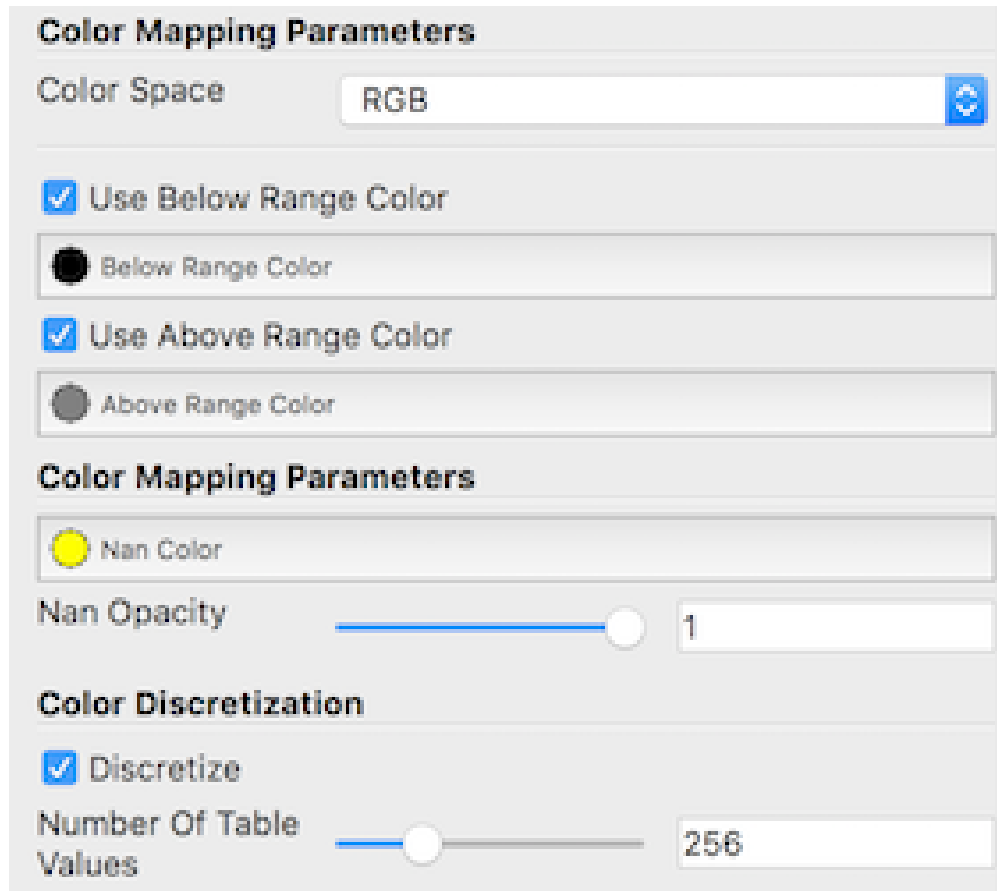 Color Mapping Parameters
Color Space RGB
Use Below Range Color
Below Range Color
Use Above Range Color
Above Range Color
Color Mapping Parameters
Nan Color
Nan Opacity 1
Color Discretization
Discretize
Number Of Table
Values 256